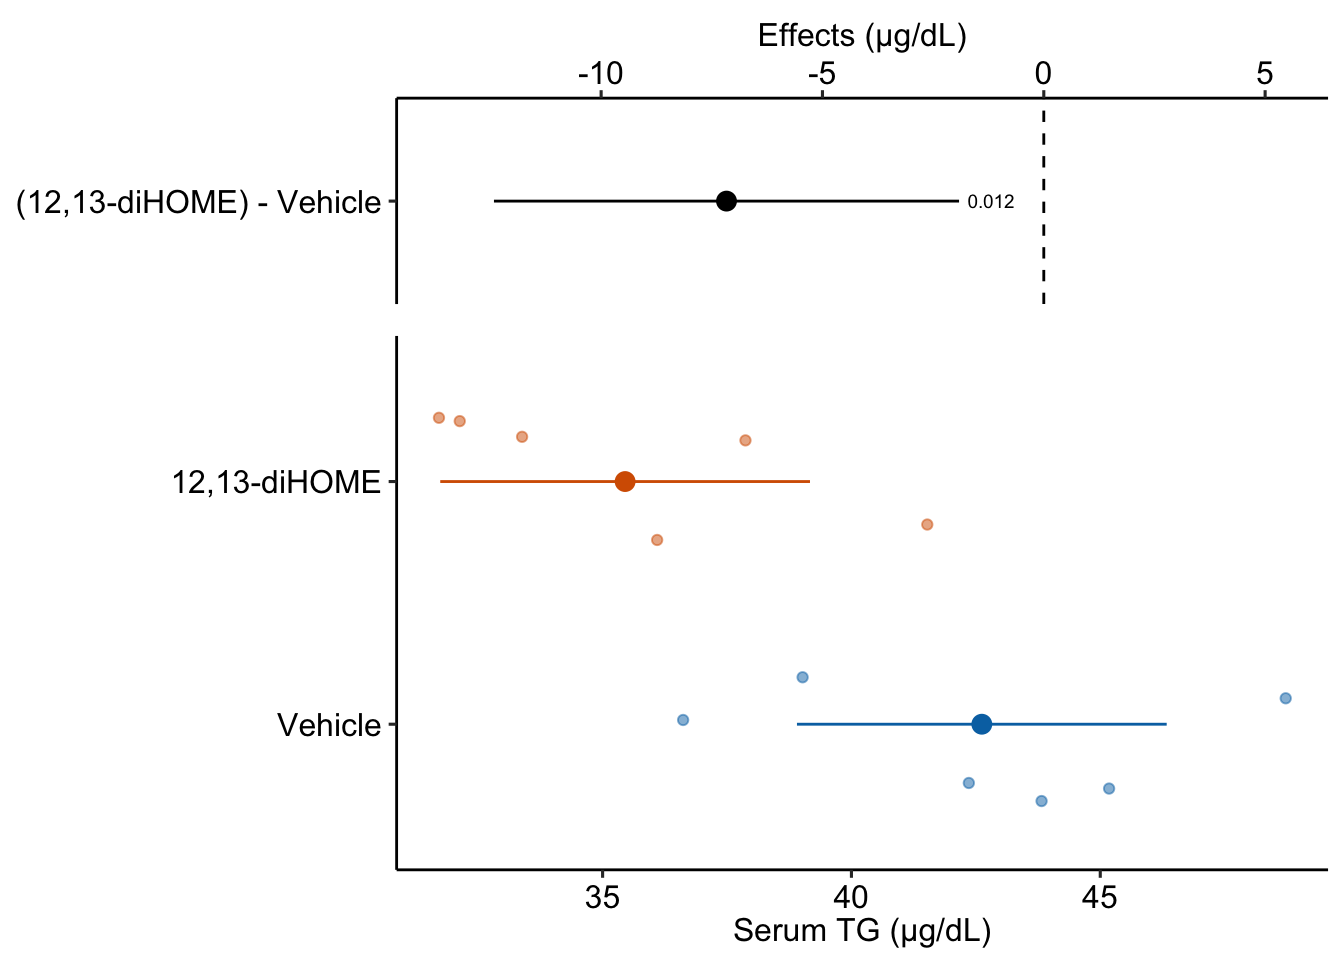 Effects (µg/dL)
-10 -5 0 5
(12,13-diHOME) - Vehicle
0.012
12,13-diHOME
Vehicle
35 40 45
Serum TG (µg/dL)